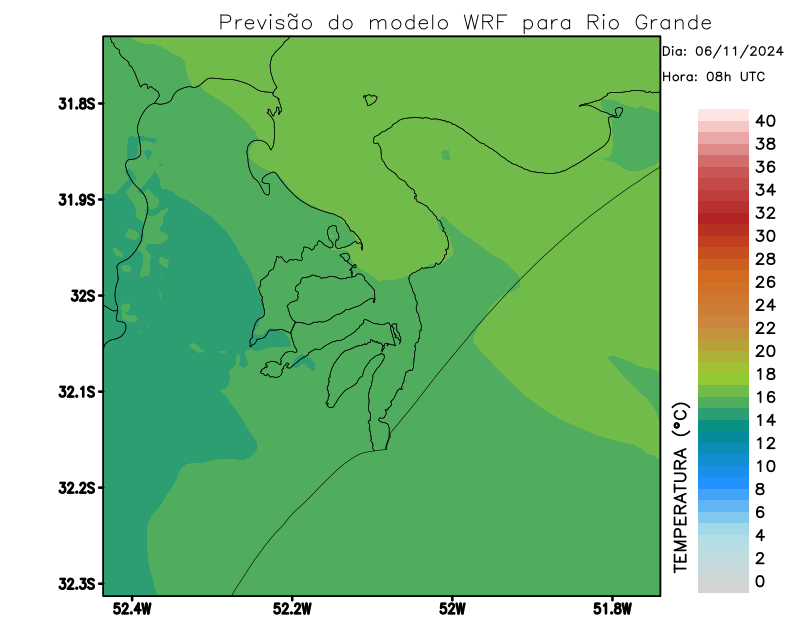 Previsão do modelo WRF para Rio Grande
Dia: 06/11/2024
Hora: 08h UTC
31.8S
31.9S
32S
32.1S
32.2S
32.3S
52.4W
52.2W
52W
51.8W
TEMPERATURA (°C)
40
38
36
34
32
30
28
26
24
22
20
18
16
14
12
10
8
6
4
2
0